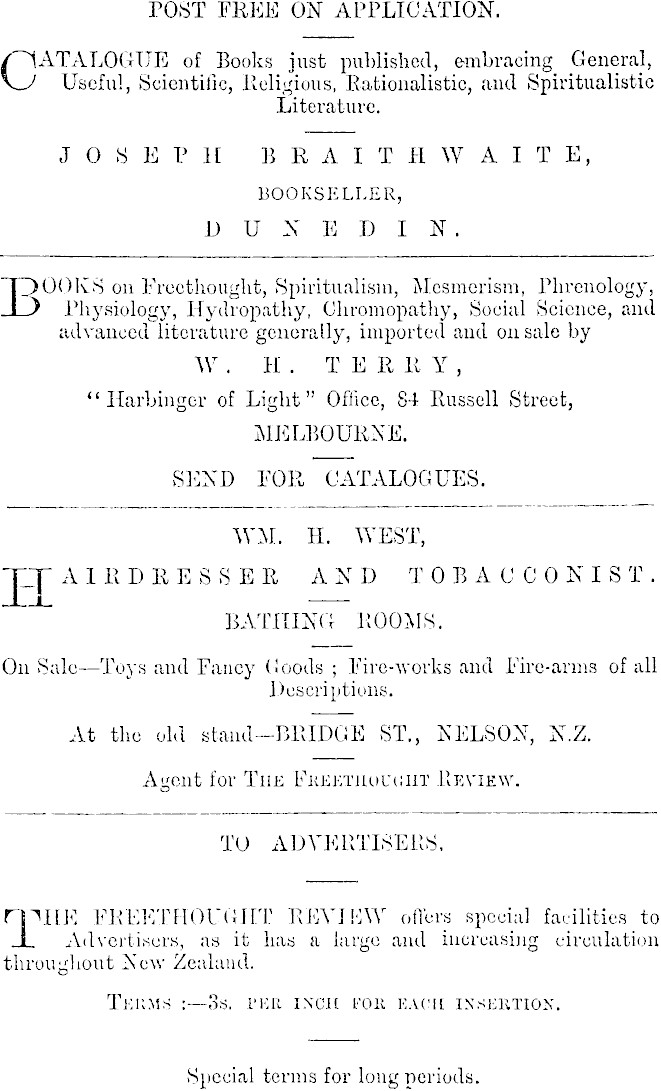 POST FREE ON APPLICATION.
CATALOGUE of Books just published, embracing General,
Useful, Scientific, Religious, Rationalistic, and Spiritualistic
Literature.
JOSEPH BRAITHWAITE,
BOOKSELLER,
DUNEDIN.
BOOKS on Freethought, Spiritualism, Mesmerism, Phrenology,
Physiology, Hydropathy, Chromopathy, Social Science, and
advanced literature generally, imported and on sale by
W. H. TERRY,
"Harbinger of Light" Office, 84 Russell Street,
MELBOURNE.
SEND FOR CATALOGUES.
WM. H. WEST,
HAIRDRESSER AND TOBACCONIST.
BATHING ROOMS.
On Sale—Toys and Fancy Goods ; Fire-works and Fire-arms of all
Descriptions.
At the old stand—BRIDGE ST., NELSON, N.Z.
Agent for THE FREETHOUGHT REVIEW.
TO ADVERTISERS.
THE FREETHOUGHT REVIEW offers special facilities to
Advertisers, as it has a large and increasing circulation
throughout New Zealand.
TERMS :—3s. PER INCH FOR EACH INSERTION.
Special terms for long periods.